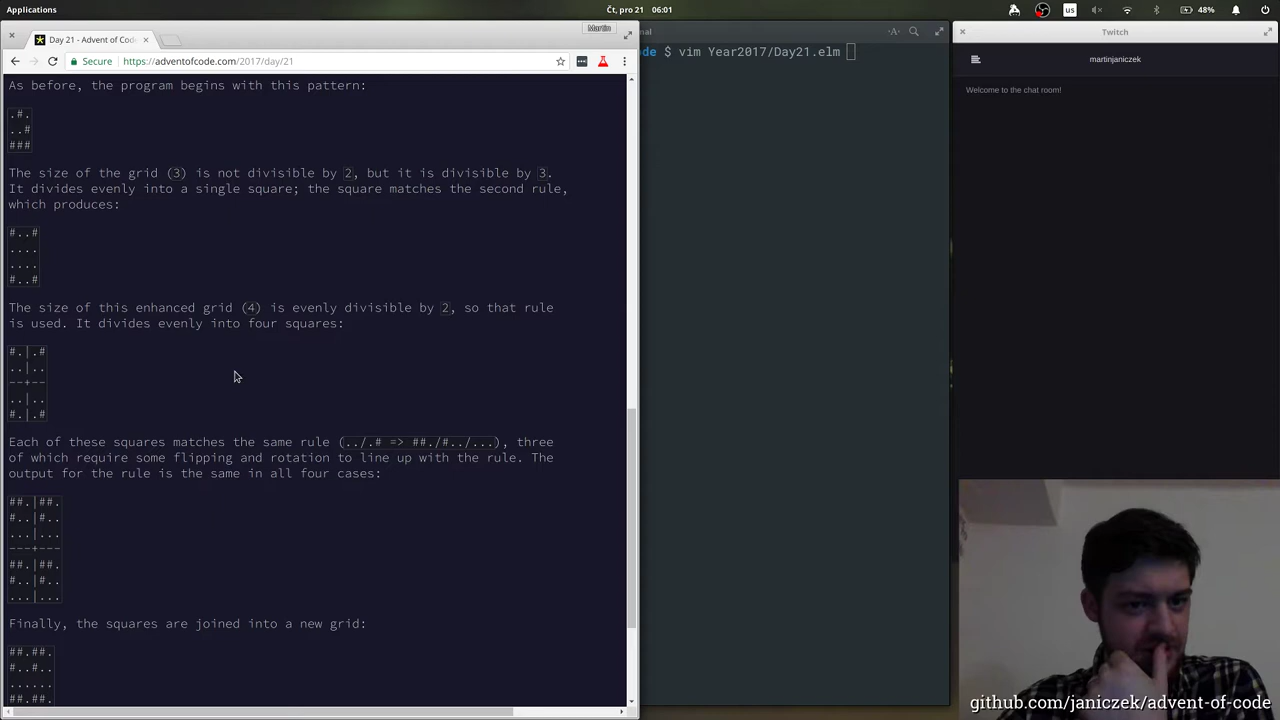 Applications
Čt, pro 21 06:01
us
48%
Martin
Day 21 - Advent of Code
Secure
https://adventofcode.com/2017/day/21
As before, the program begins with this pattern:
.#.
..#
###
The size of the grid (3) is not divisible by 2, but it is divisible by 3.
It divides evenly into a single square; the square matches the second rule,
which produces:
#..#
....
....
#..#
The size of this enhanced grid (4) is evenly divisible by 2, so that rule
is used. It divides evenly into four squares:
#.|.#
..|..
--+--
..|..
#.|.#
Each of these squares matches the same rule (../.# => ##./#../...), three
of which require some flipping and rotation to line up with the rule. The
output for the rule is the same in all four cases:
##.|##.
#..|#..
...|...
---+---
##.|##.
#..|#..
...|...
Finally, the squares are joined into a new grid:
##.##.
#..#..
......
##.##.
$ vim Year2017/Day21.elm
Twitch
martinjaniczek
Welcome to the chat room!
github.com/janiczek/advent-of-code